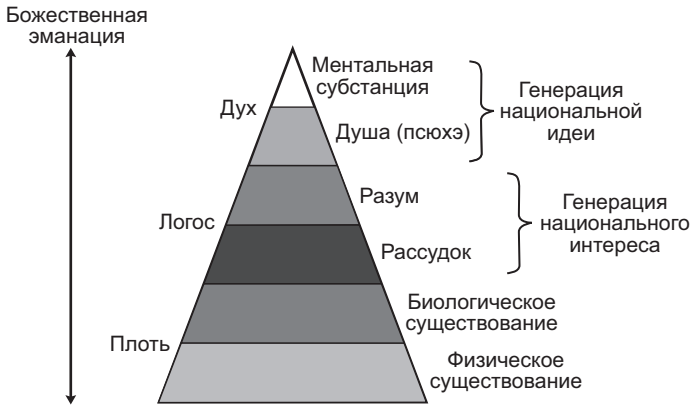 Божественная
эманация
Ментальная
субстанция
Генерация
национальной
идеи
Дух
Душа (псюхэ)
Разум
Генерация
национального
интереса
Логос
Рассудок
Биологическое
существование
Плоть
Физическое
существование